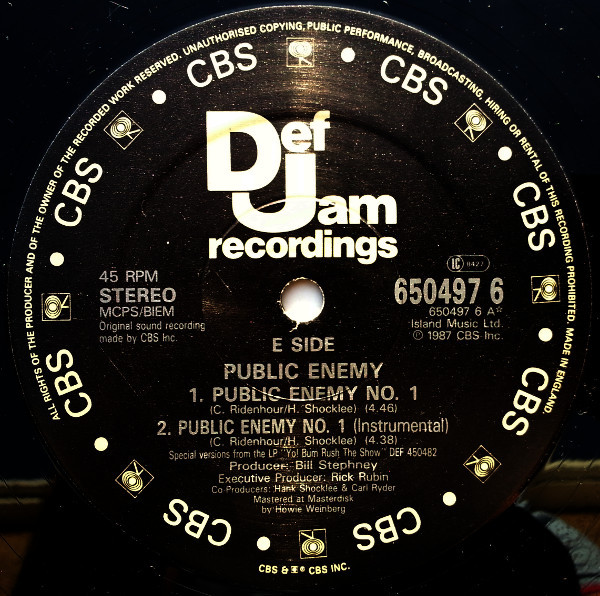 ALL RIGHTS OF THE PRODUCER AND OF THE OWNER OF THE RECORDED WORK RESERVED. UNAUTHORISED COPYING, PUBLIC PERFORMANCE, BROADCASTING, HIRING OR RENTAL OF THIS RECORDING PROHIBITED. MADE IN ENGLAND.
CBS
CBS
CBS
CBS
CBS
CBS
CBS
CBS
Def
Jam
recordings
45 RPM
STEREO
MCPS/BIEM
Original sound recording
made by CBS Inc.
LC 8427
650497 6
650497 6 A*
Island Music Ltd.
℗ 1987 CBS Inc.
E SIDE
PUBLIC ENEMY
1. PUBLIC ENEMY NO. 1
(C. Ridenhour/H. Shocklee) (4.46)
2. PUBLIC ENEMY NO. 1 (Instrumental)
(C. Ridenhour/H. Shocklee) (4.38)
Special versions from the LP "Yo! Bum Rush The Show" DEF 450482
Producer: Bill Stephney
Executive Producer: Rick Rubin
Co-Producers: Hank Shocklee & Carl Ryder
Mastered at Masterdisk
by Howie Weinberg
CBS & ® CBS INC.